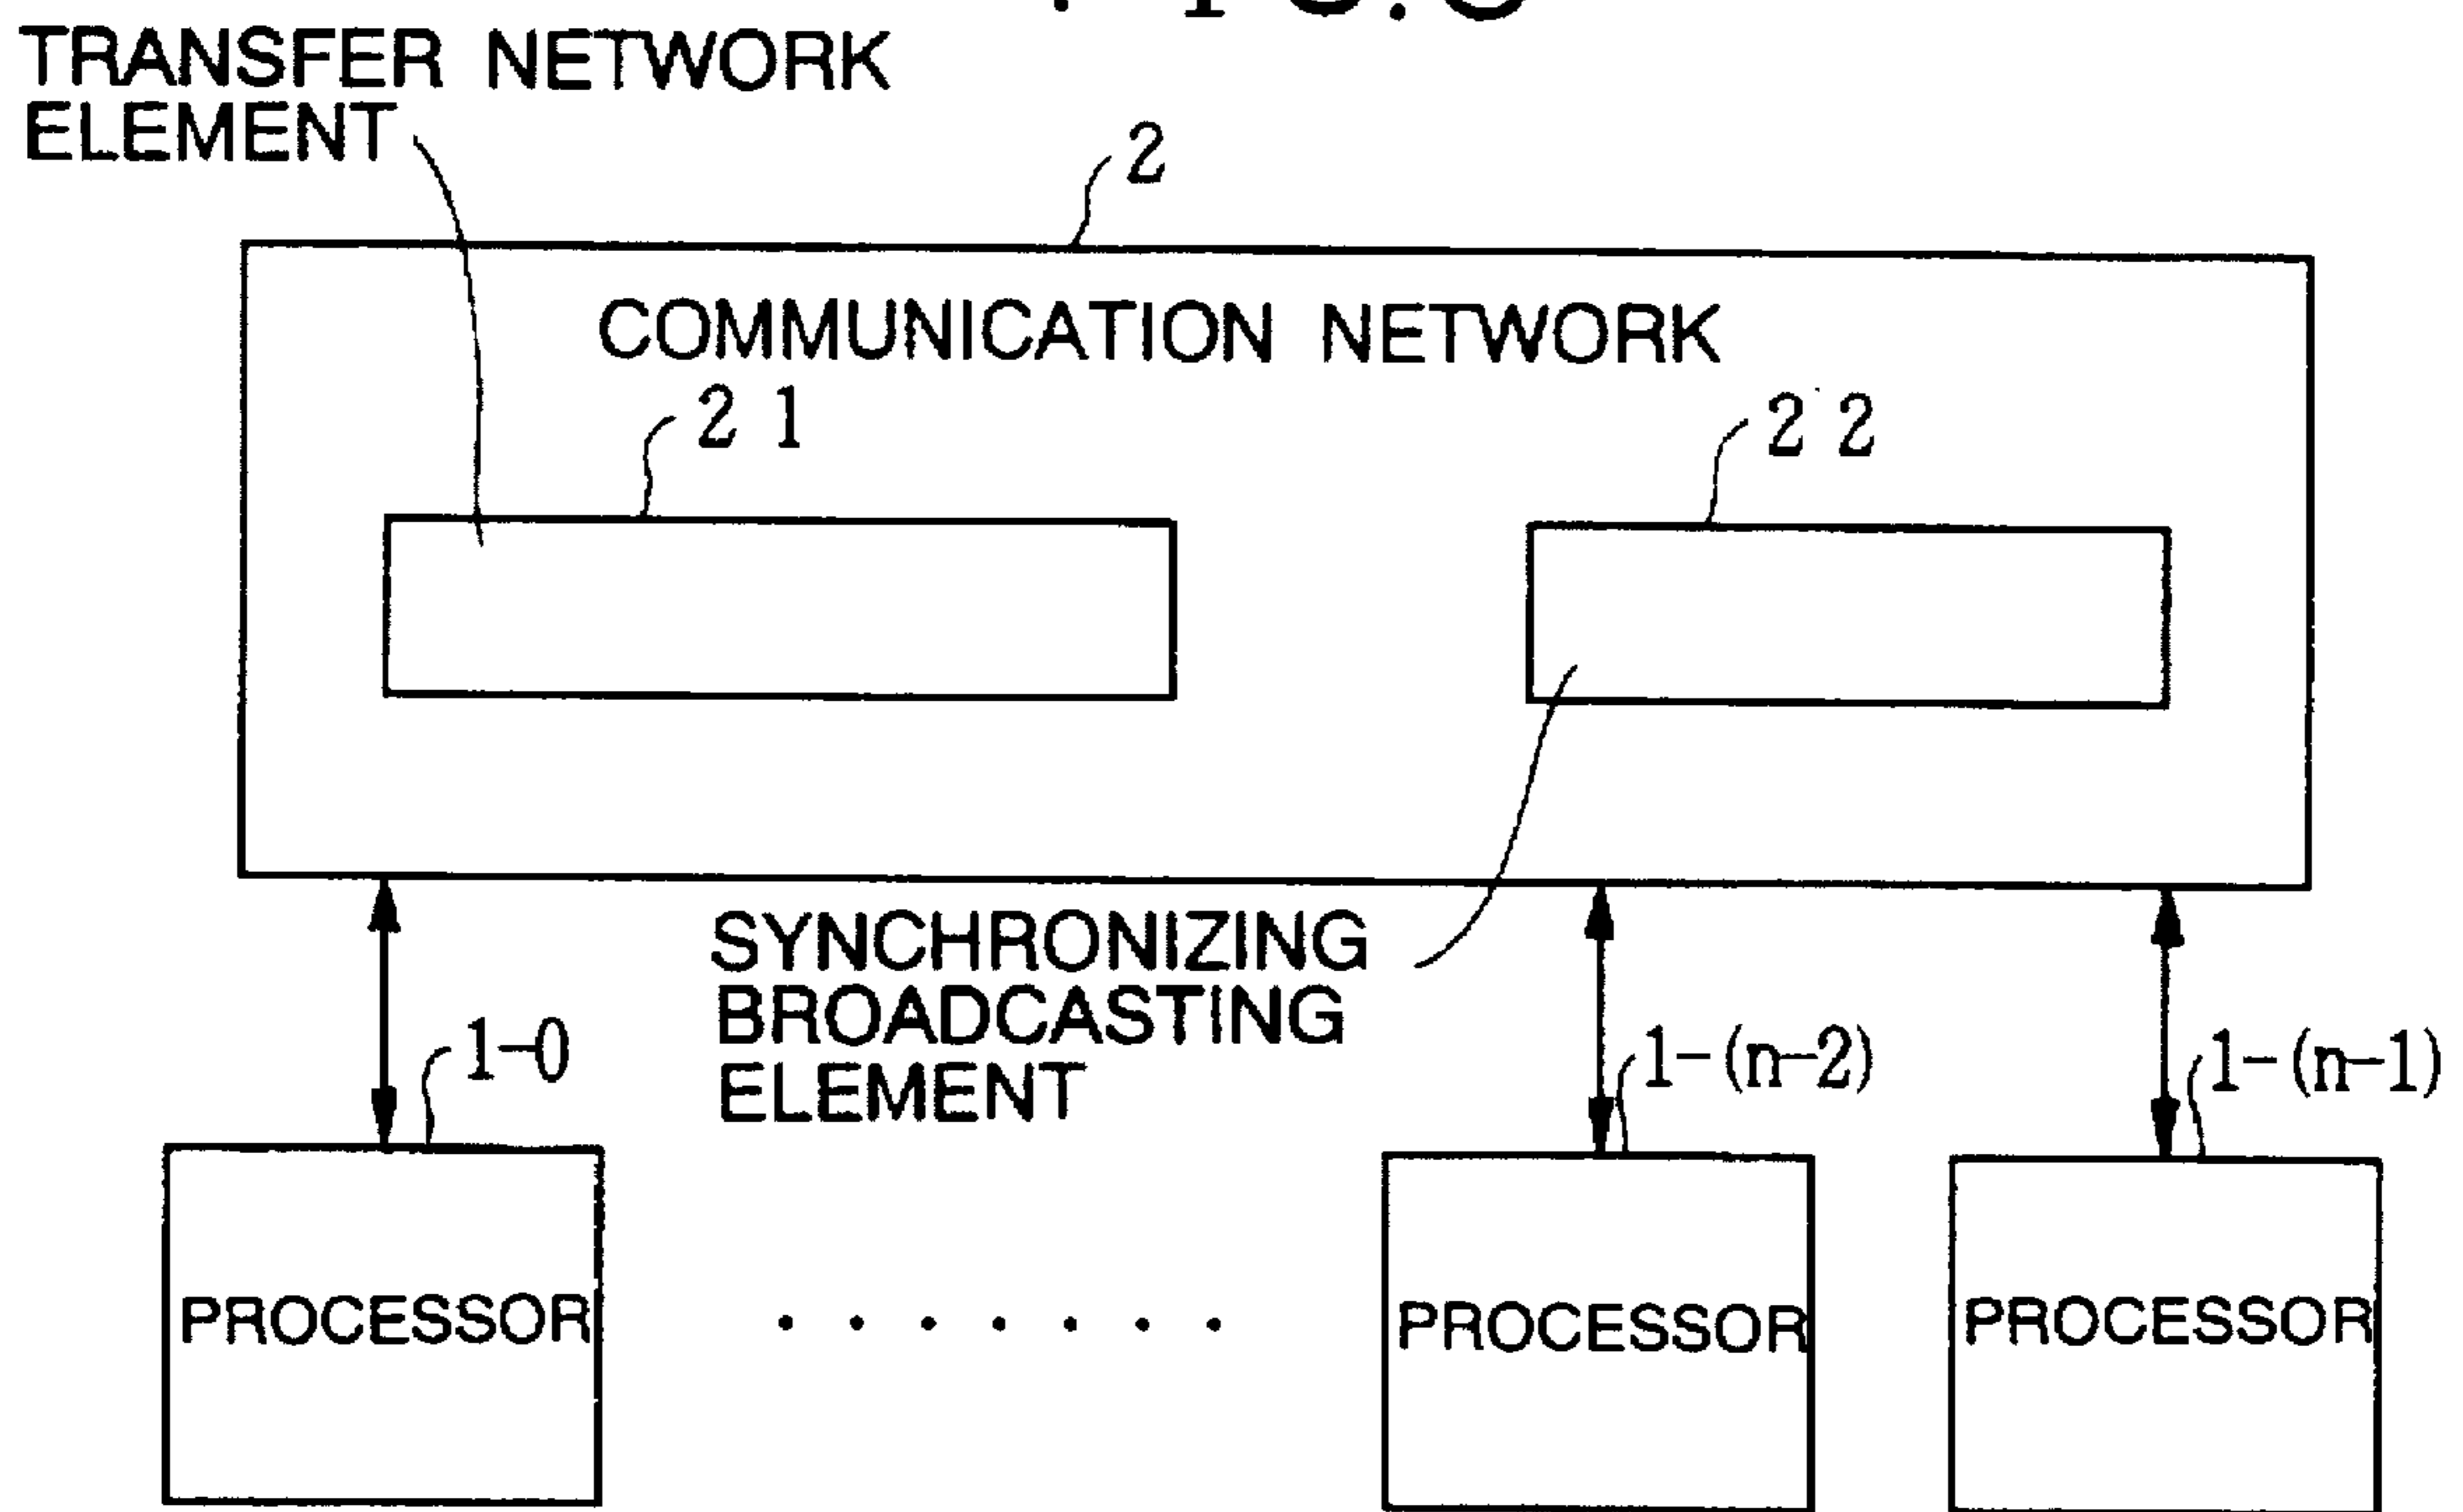 TRANSFER NETWORK
ELEMENT
2
COMMUNICATION NETWORK
21
22
SYNCHRONIZING
BROADCASTING
ELEMENT
1-0
1-(n-2)
1-(n-1)
PROCESSOR
.......
PROCESSOR
PROCESSOR